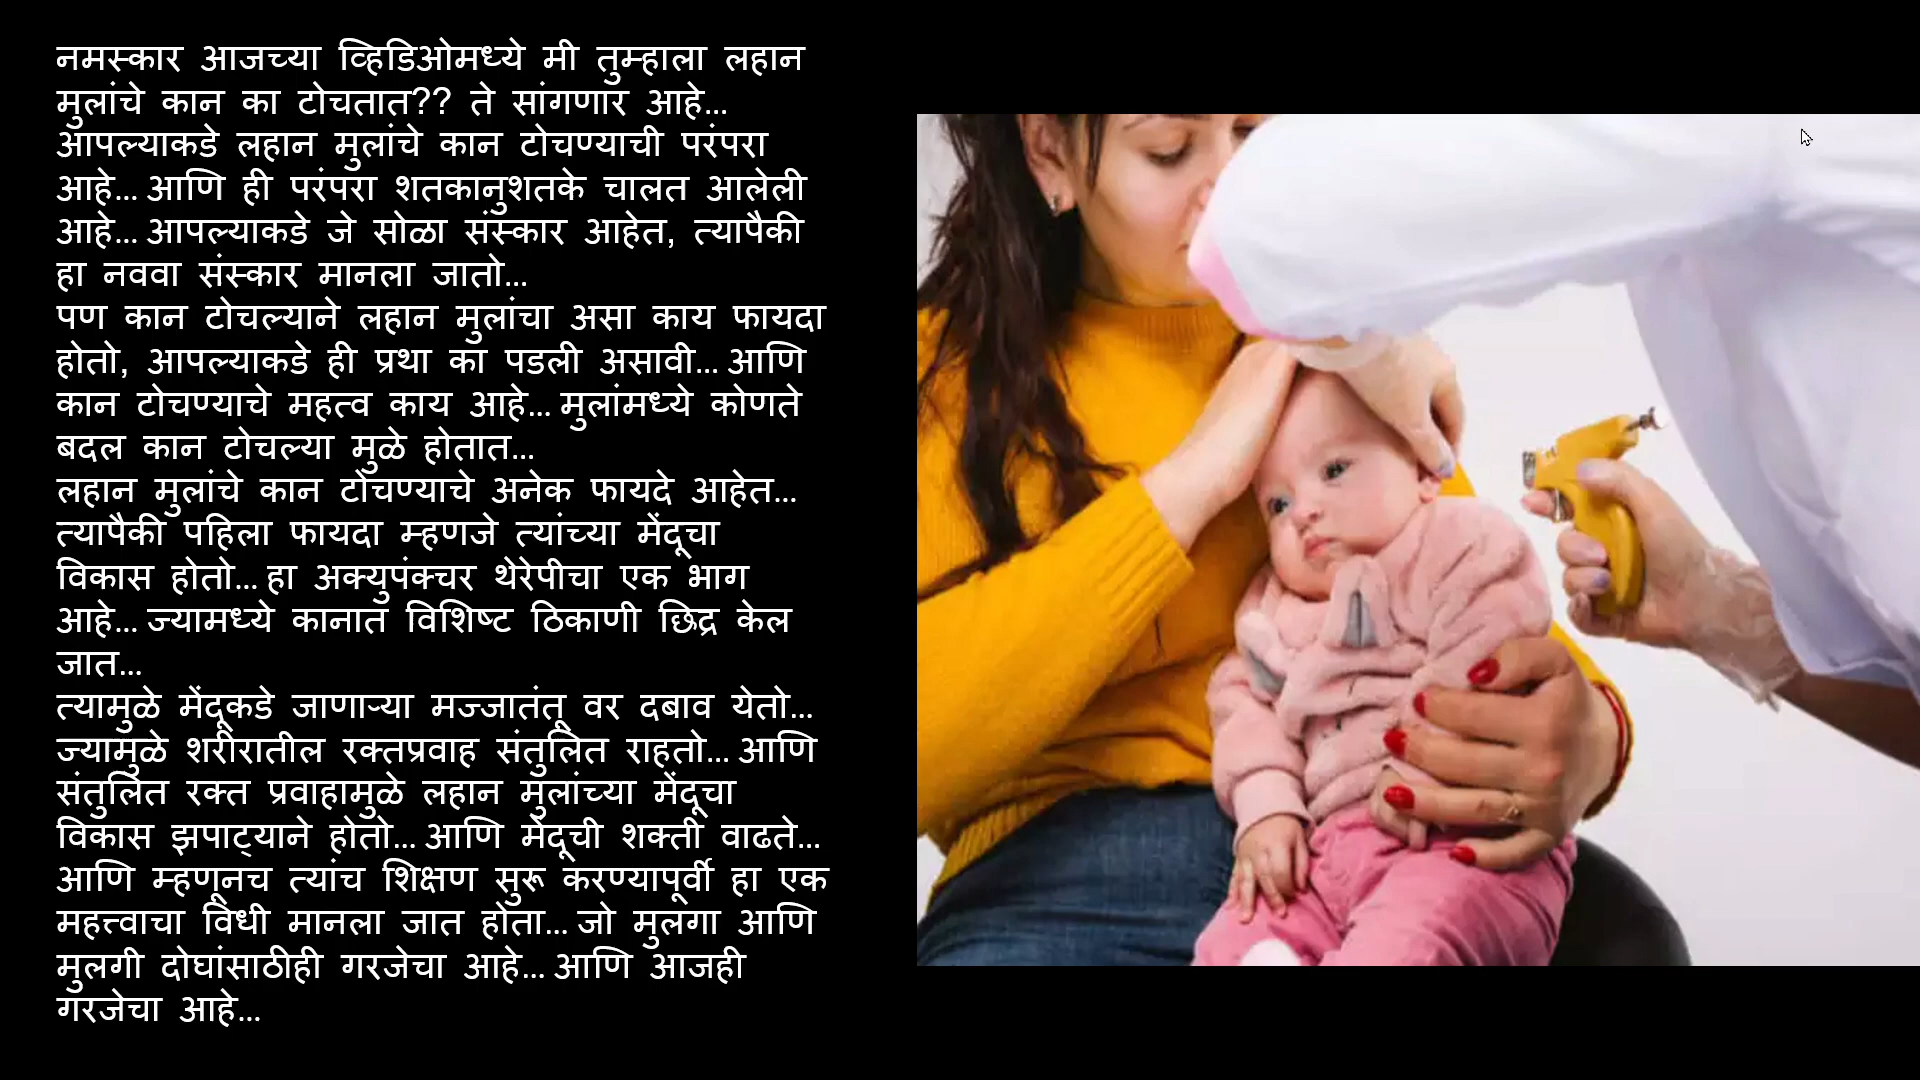 नमस्कार आजच्या व्हिडिओमध्ये मी तुम्हाला लहान
मुलांचे कान का टोचतात?? ते सांगणार आहे...
आपल्याकडे लहान मुलांचे कान टोचण्याची परंपरा
आहे... आणि ही परंपरा शतकानुशतके चालत आलेली
आहे... आपल्याकडे जे सोळा संस्कार आहेत, त्यापैकी
हा नववा संस्कार मानला जातो...
पण कान टोचल्याने लहान मुलांचा असा काय फायदा
होतो, आपल्याकडे ही प्रथा का पडली असावी... आणि
कान टोचण्याचे महत्व काय आहे... मुलांमध्ये कोणते
बदल कान टोचल्या मुळे होतात...
लहान मुलांचे कान टोचण्याचे अनेक फायदे आहेत...
त्यापैकी पहिला फायदा म्हणजे त्यांच्या मेंदूचा
विकास होतो... हा अक्युपंक्चर थेरेपीचा एक भाग
आहे... ज्यामध्ये कानात विशिष्ट ठिकाणी छिद्र केल
जात...
त्यामुळे मेंदूकडे जाणाऱ्या मज्जातंतू वर दबाव येतो...
ज्यामुळे शरीरातील रक्तप्रवाह संतुलित राहतो... आणि
संतुलित रक्त प्रवाहामुळे लहान मुलांच्या मेंदूचा
विकास झपाट्याने होतो... आणि मेंदूची शक्ती वाढते...
आणि म्हणूनच त्यांच शिक्षण सुरू करण्यापूर्वी हा एक
महत्त्वाचा विधी मानला जात होता... जो मुलगा आणि
मुलगी दोघांसाठीही गरजेचा आहे... आणि आजही
गरजेचा आहे...